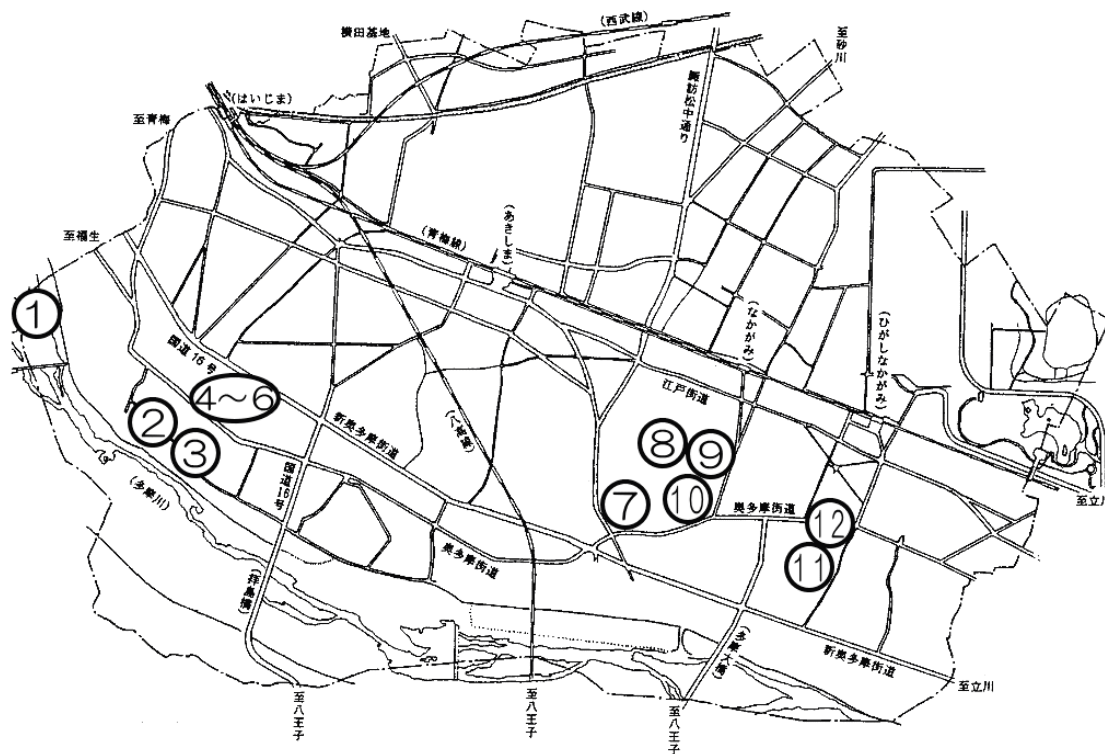 (西武線)
横田基地
至砂川
諏訪松中通り
(はいじま)
至青梅
(あきしま)
(青梅線)
至福生
①
(なかがみ)
(ひがしなかがみ)
国道16号
江戸街道
④~⑥
②
③
新奥多摩街道
(八高線)
⑧
⑨
⑦
⑩
国道16号
(多摩川)
奥多摩街道
⑫
⑪
至立川
奥多摩街道
(拝島橋)
(多摩大橋)
新奥多摩街道
至立川
至八王子
至八王子
至八王子